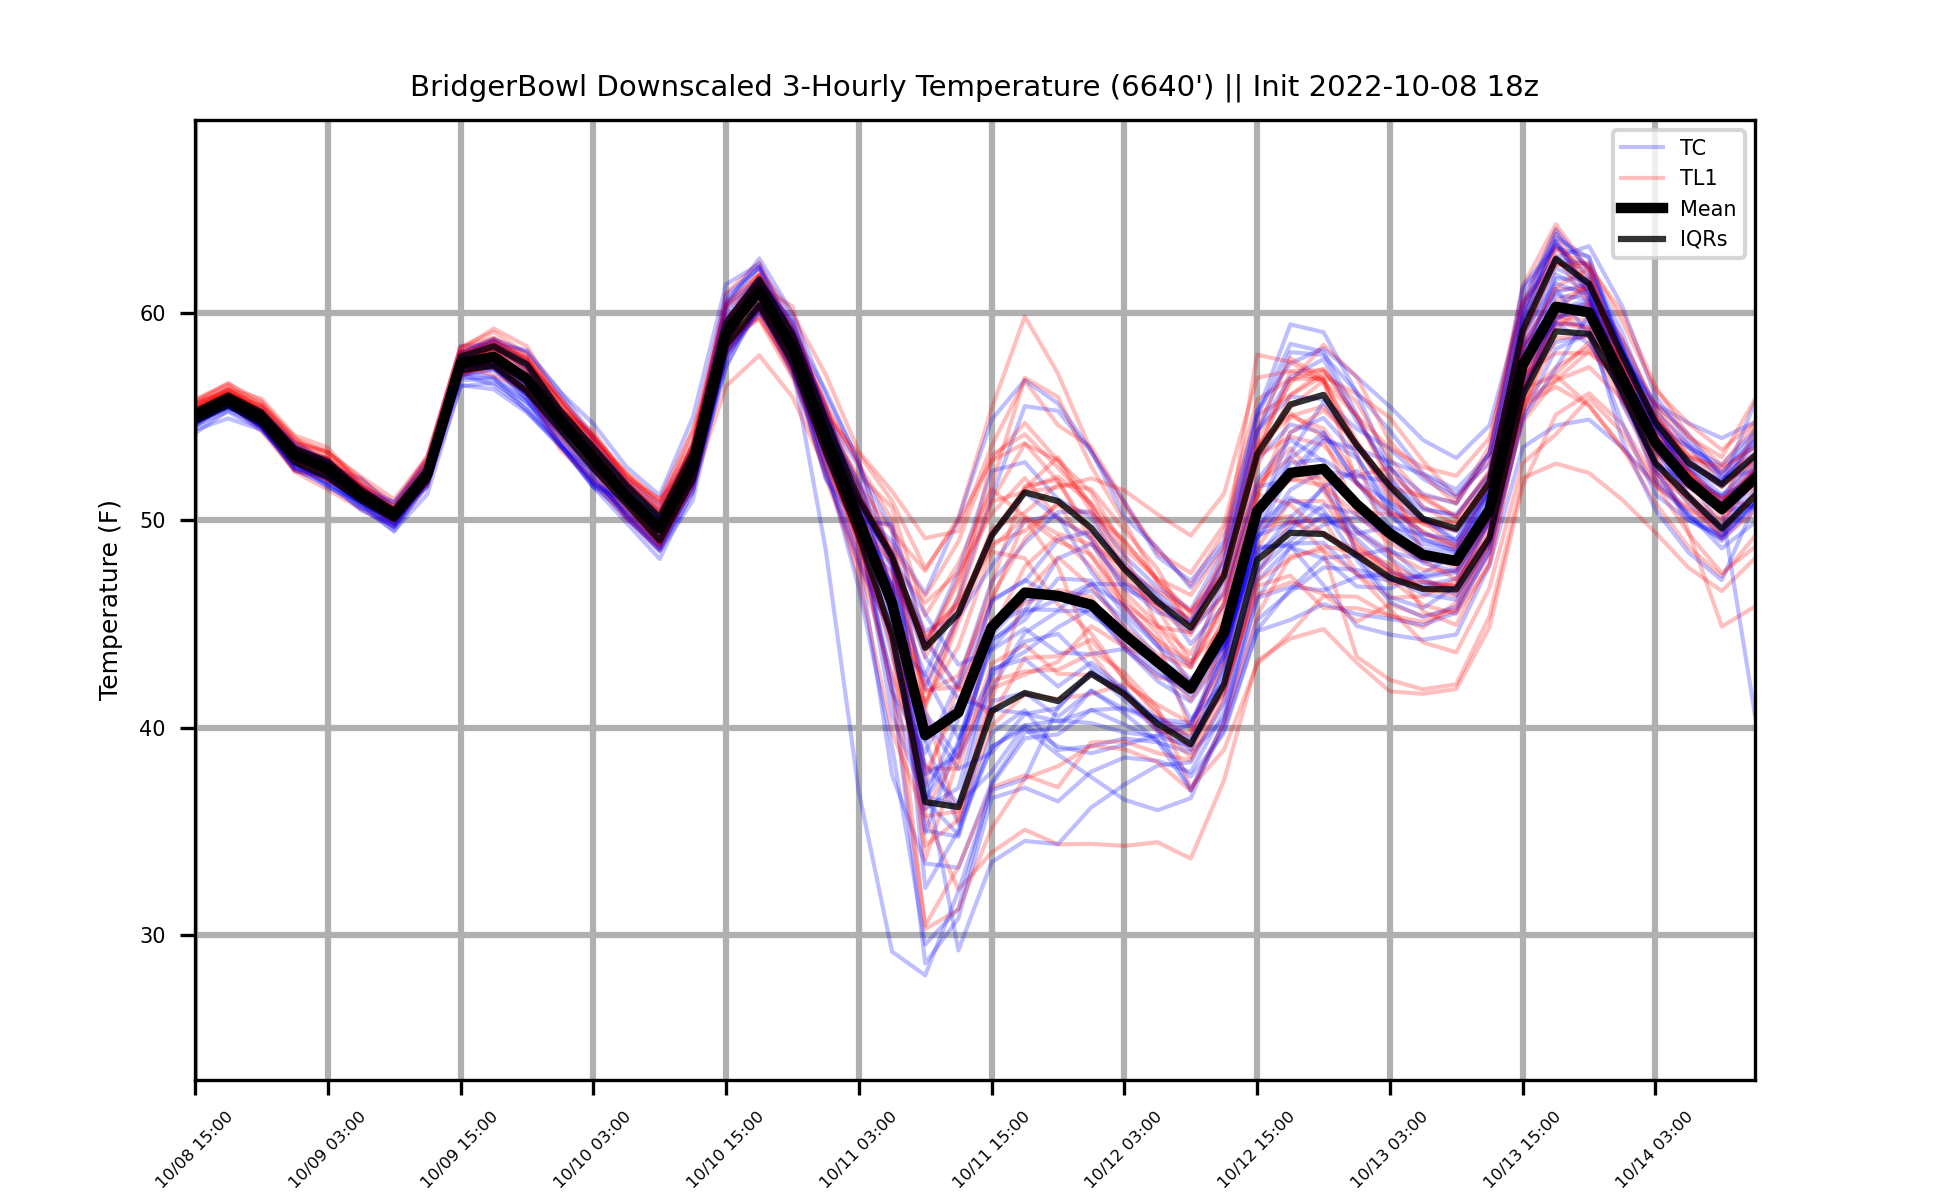 BridgerBowl Downscaled 3-Hourly Temperature (6640') || Init 2022-10-08 18z
TC
TL1
Mean
IQRs
Temperature (F)
60
50
40
30
10/08 15:00
10/09 03:00
10/09 15:00
10/10 03:00
10/10 15:00
10/11 03:00
10/11 15:00
10/12 03:00
10/12 15:00
10/13 03:00
10/13 15:00
10/14 03:00